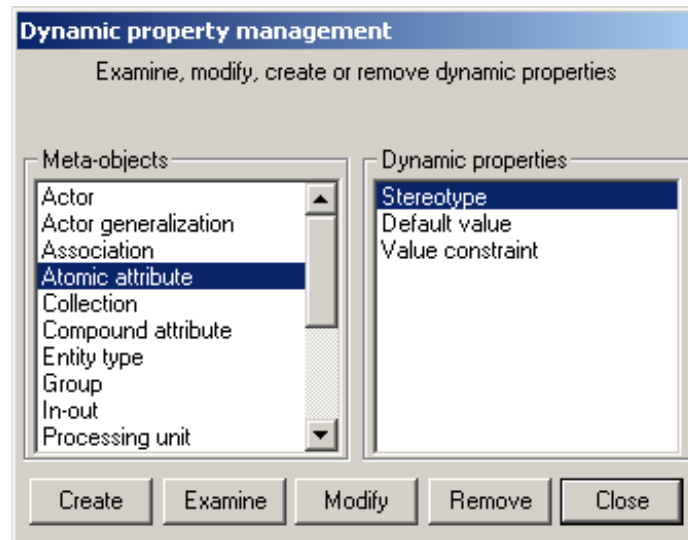 Dynamic property management
Examine, modify, create or remove dynamic properties
Meta-objects
Actor
Actor generalization
Association
Atomic attribute
Collection
Compound attribute
Entity type
Group
In-out
Processing unit
Dynamic properties
Stereotype
Default value
Value constraint
Create Examine Modify Remove Close